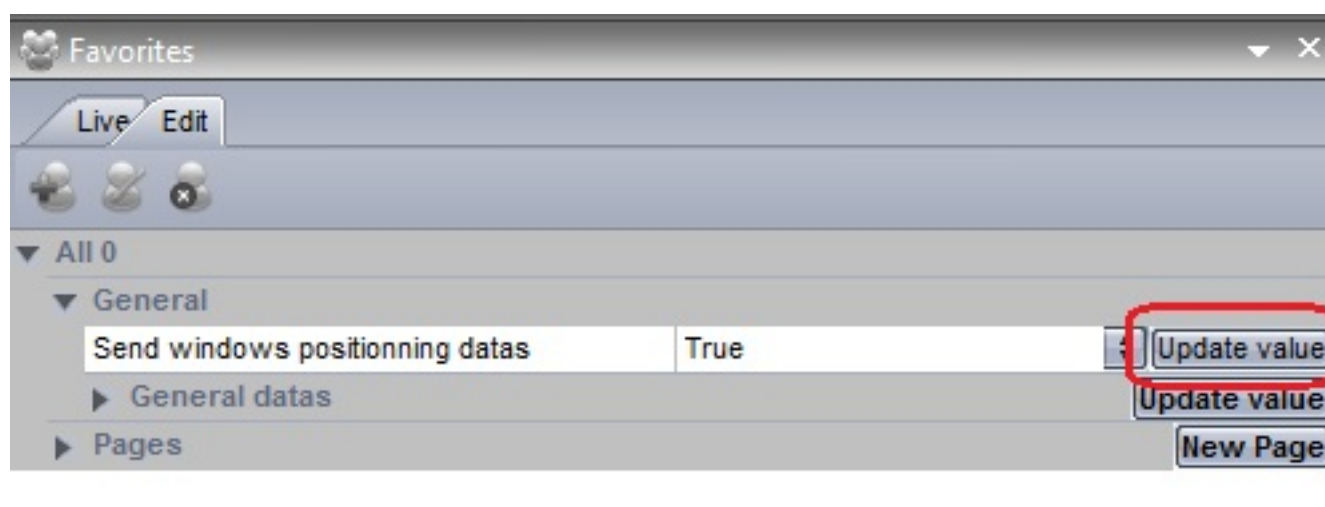 Favorites
Live Edit
All 0
General
Send windows positionning datas True Update value
General datas Update value
Pages New Page